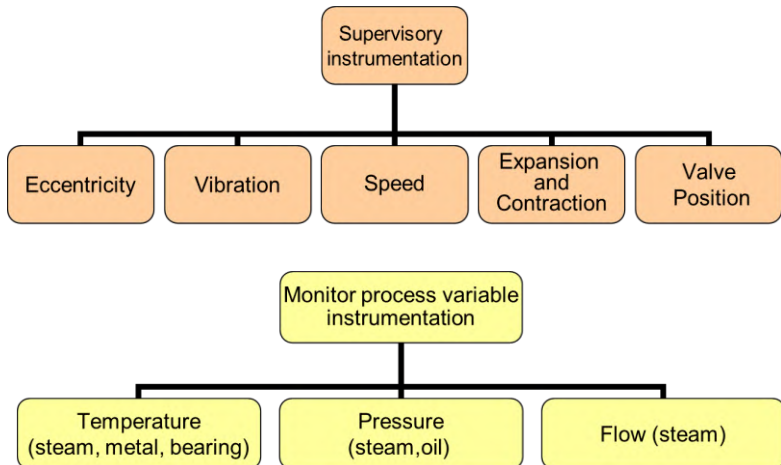 Supervisory
instrumentation
Eccentricity
Vibration
Speed
Expansion
and
Contraction
Valve
Position
Monitor process variable
instrumentation
Temperature
(steam, metal, bearing)
Pressure
(steam,oil)
Flow (steam)